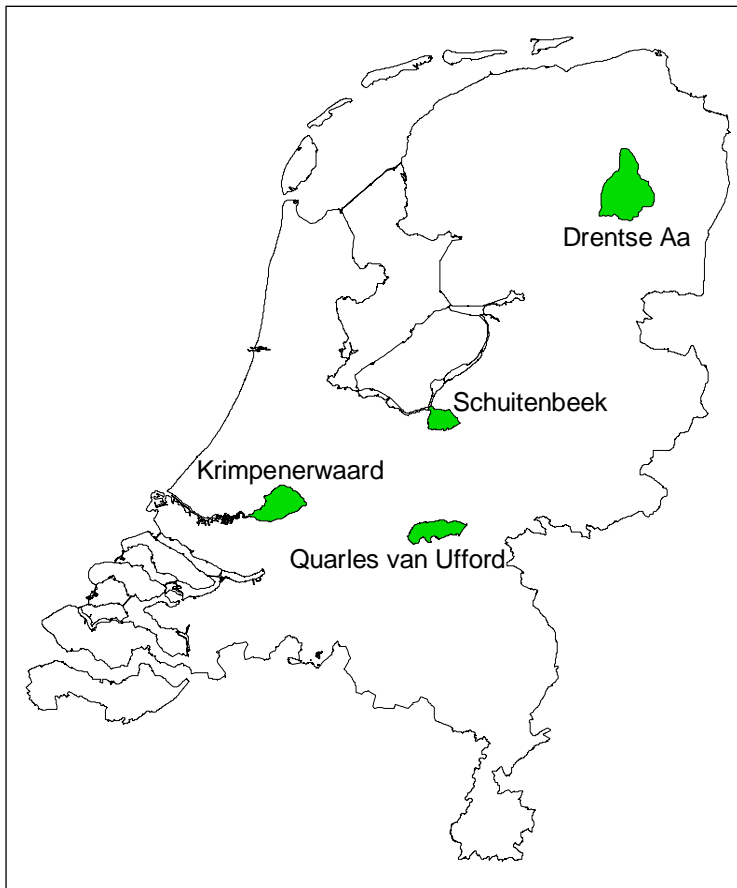 Drentse Aa
Schuitenbeek
Krimpenerwaard
Quarles van Ufford